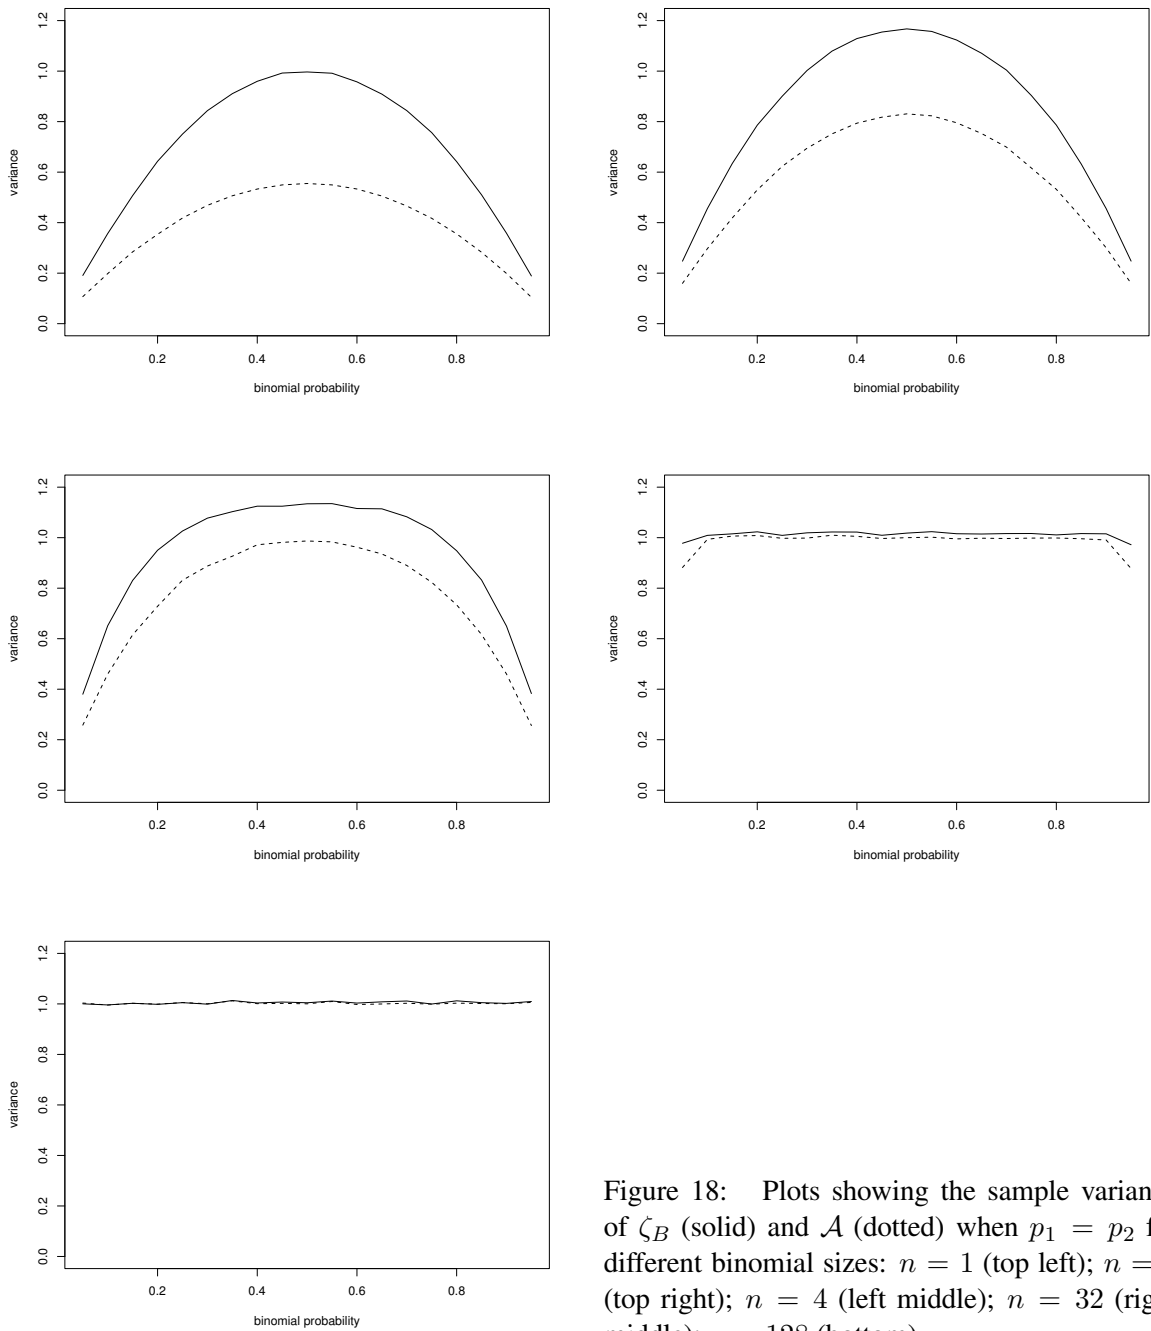 1.2
1.0
0.8
0.6
0.4
0.2
0.0
variance
0.2 0.4 0.6 0.8
binomial probability
1.2
1.0
0.8
0.6
0.4
0.2
0.0
variance
0.2 0.4 0.6 0.8
binomial probability
1.2
1.0
0.8
0.6
0.4
0.2
0.0
variance
0.2 0.4 0.6 0.8
binomial probability
1.2
1.0
0.8
0.6
0.4
0.2
0.0
variance
0.2 0.4 0.6 0.8
binomial probability
1.2
1.0
0.8
0.6
0.4
0.2
0.0
variance
0.2 0.4 0.6 0.8
binomial probability
Figure 18: Plots showing the sample varian
of ζ_B (solid) and 𝒜 (dotted) when p_1 = p_2 f
different binomial sizes: n = 1 (top left); n =
(top right); n = 4 (left middle); n = 32 (rig
128 (bottom)